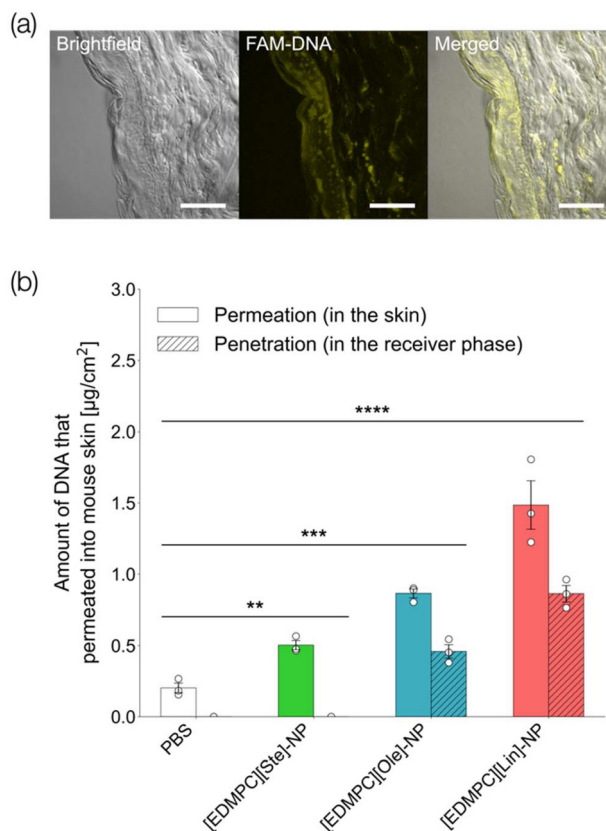 (a)
Brightfield
FAM-DNA
Merged
(b)
Amount of DNA that
permeated into mouse skin [µg/cm²]
3.0
2.5
2.0
1.5
1.0
0.5
0.0
Permeation (in the skin)
Penetration (in the receiver phase)
****
***
**
PBS
[EDMPC][Ste]-NP
[EDMPC][Ole]-NP
[EDMPC][Lin]-NP